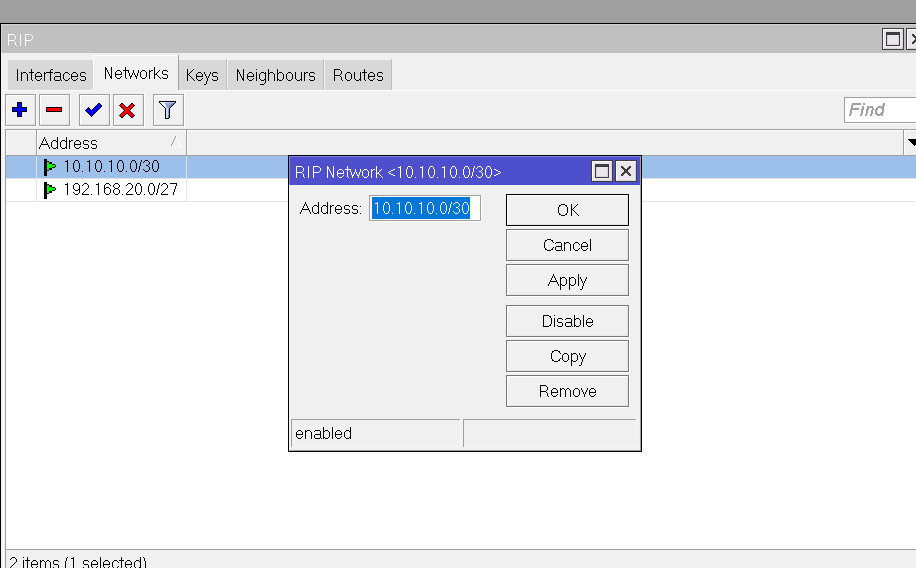 RIP
Interfaces Networks Keys Neighbours Routes
Find
Address
10.10.10.0/30
192.168.20.0/27
RIP Network <10.10.10.0/30>
Address: 10.10.10.0/30
OK
Cancel
Apply
Disable
Copy
Remove
enabled
2 items (1 selected)